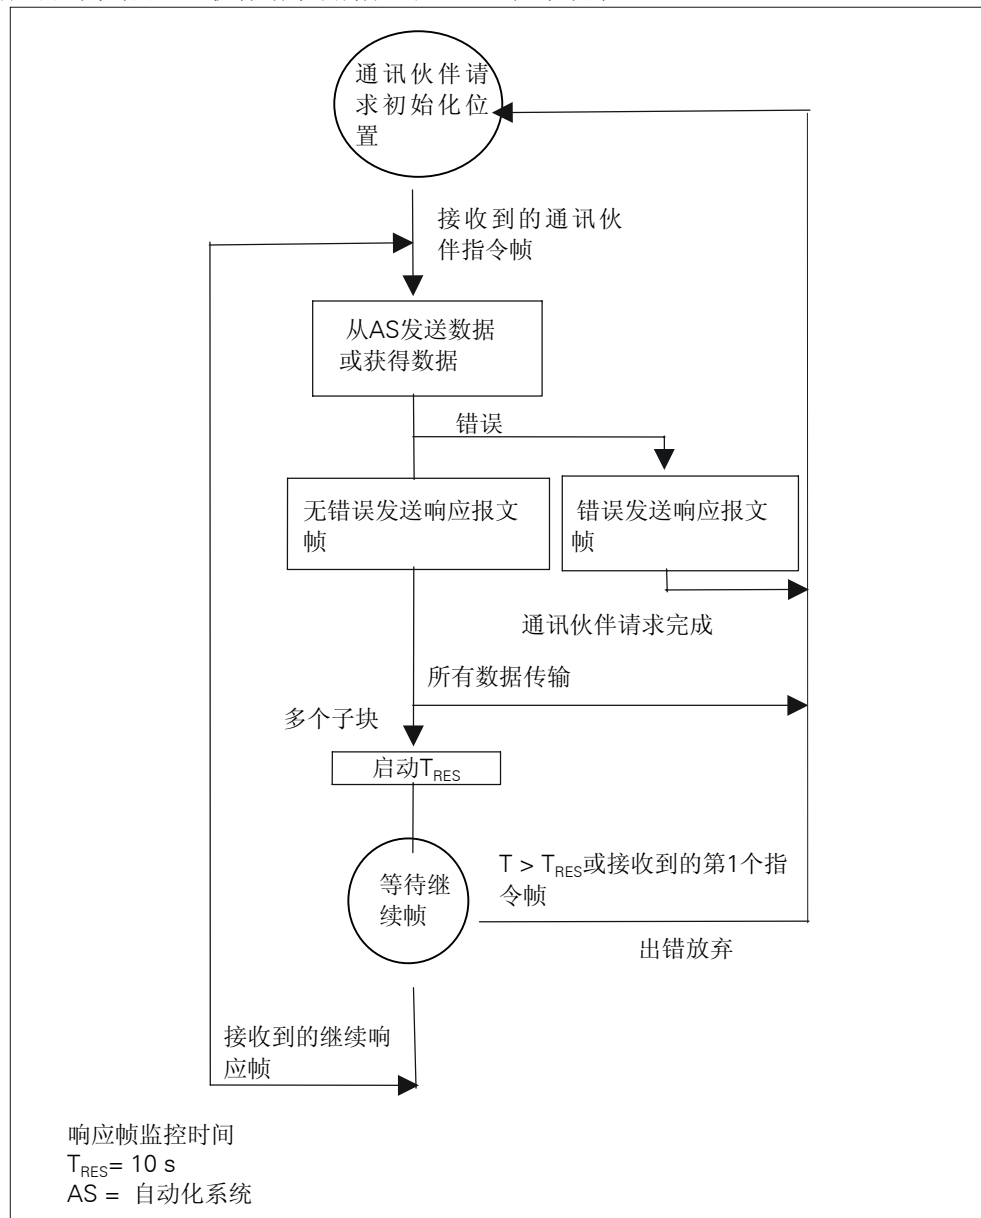 通讯伙伴请
求初始化位
置
接收到的通讯伙
伴指令帧
从AS发送数据
或获得数据
错误
无错误发送响应报文
帧
错误发送响应报文
帧
通讯伙伴请求完成
所有数据传输
多个子块
启动TRES
等待继
续帧
T > TRES或接收到的第1个指
令帧
出错放弃
接收到的继续响
应帧
响应帧监控时间
TRES= 10 s
AS = 自动化系统